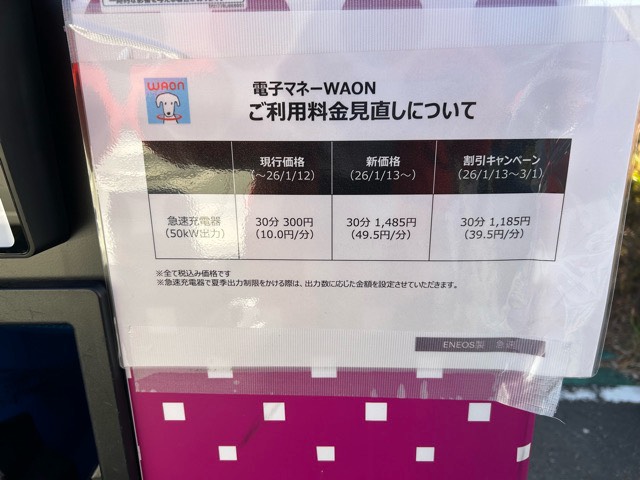 WAON
電子マネーWAON
ご利用料金見直しについて
現行価格 新価格 割引キャンペーン
～26/1/12) (26/1/13～) (26/1/13～3/1)
急速充電器 30分 300円 30分 1,485円 30分 1,185円
(50kW出力) (10.0円/分) (49.5円/分) (39.5円/分)
※全て税込み価格です
※急速充電器で夏季出力制限をかける際は、出力数に応じた金額を設定させていただきます。
ENEOS製 急速